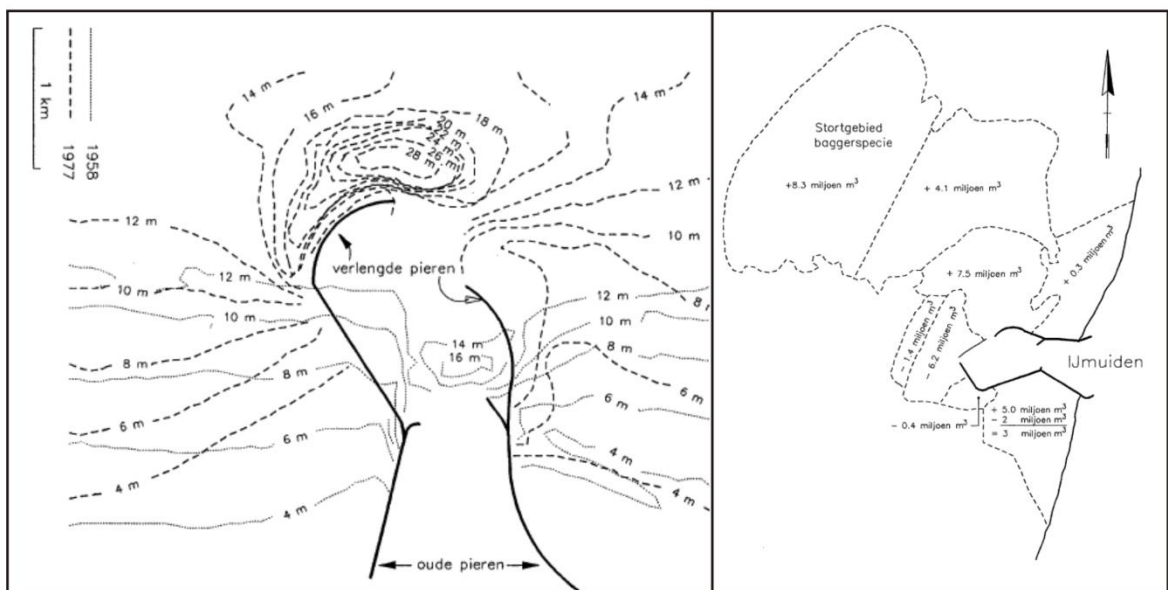 1 km
1977
1958
14 m
16 m
20 m
22 m
24 m
26 m
28 m
18 m
14 m
12 m
12 m
10 m
verlengde pieren
12 m
10 m
10 m
8 m
12 m
10 m
8 m
14 m
16 m
8 m
8 m
6 m
6 m
6 m
6 m
4 m
4 m
4 m
4 m
oude pieren
Stortgebied
baggerspecie
+8.3 miljoen m³
+ 4.1 miljoen m³
+ 0.3 miljoen m³
+ 7.5 miljoen m³
- 1.4 miljoen m³
- 6.2 miljoen m³
IJmuiden
- 0.4 miljoen m³
+ 5.0 miljoen m³
- 2 miljoen m³
= 3 miljoen m³